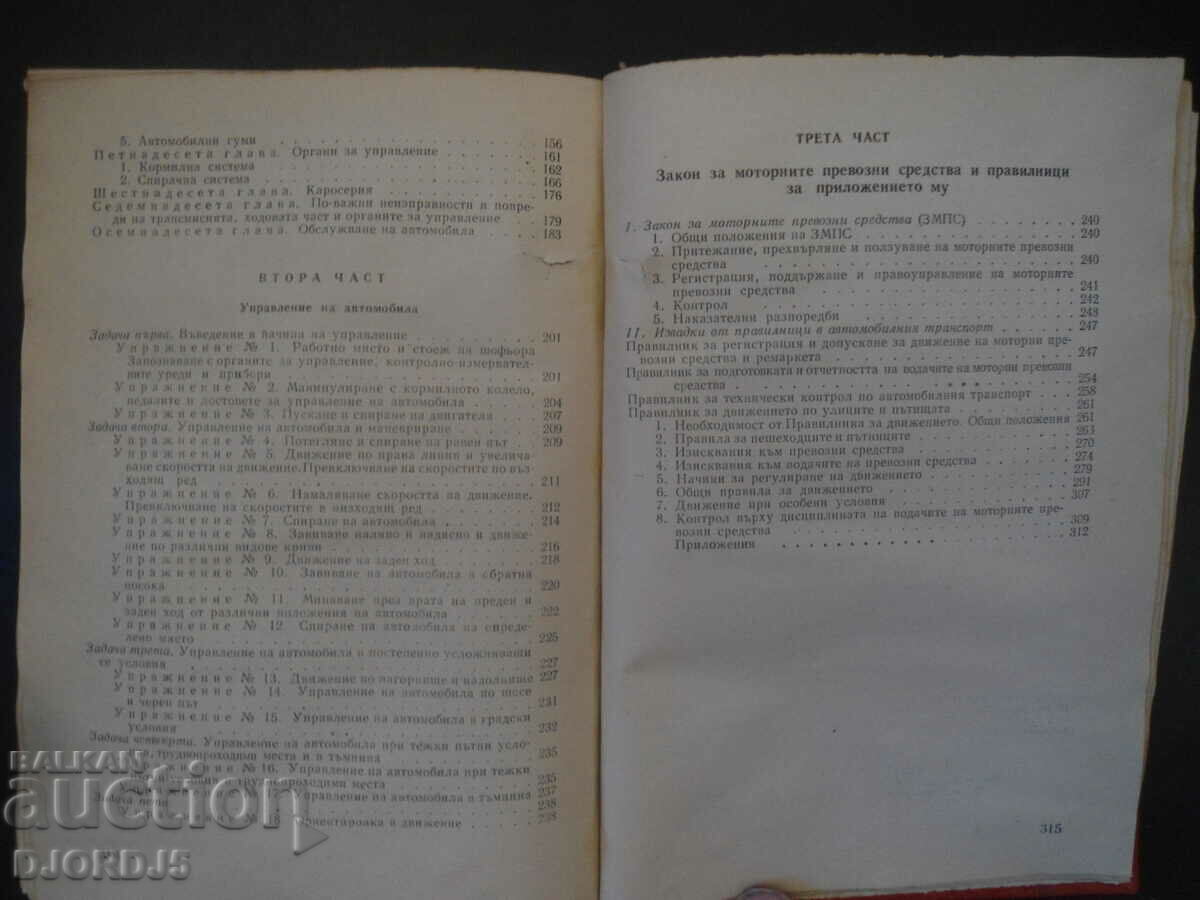 5. Автомобилни гуми 156
Петнадесета глава. Органи за управление 161
1. Кормилна система 162
2. Спирачна система 166
Шестнадесета глава. Каросерия 176
Седемнадесета глава. По-важни неизправности и повреди
на трансмисията, ходовата част и органите за управление 179
Осемнадесета глава. Обслужване на автомобила 183
ВТОРА ЧАСТ
Управление на автомобила
Задача първа. Въведение в начина на управление 201
Упражнение № 1. Работно място и стоеж на шофьора
Запознаване с органите за управление, контролно-измервателните
уреди и прибори 201
Упражнение № 2. Манипулиране с кормилното колело,
педалите и лостовете за управление на автомобила 204
Упражнение № 3. Пускане и спиране на двигателя 207
Задача втора. Управление на автомобила и маневриране 209
Упражнение № 4. Потегляне и спиране на равен път 209
Упражнение № 5. Движение по права линия и увеличаване
скоростта на движение. Превключване на скоростите по възходящ
ред 211
Упражнение № 6. Намаляване скоростта на движение.
Превключване на скоростите в низходящ ред 212
Упражнение № 7. Спиране на автомобила 214
Упражнение № 8. Завиване наляво и надясно и движение
по различни видове криви 216
Упражнение № 9. Движение на заден ход 218
Упражнение № 10. Завиване на автомобила в обратна
посока 220
Упражнение № 11. Минаване през врата на преден и
заден ход от различни положения на автомобила 222
Упражнение № 12. Спиране на автомобила на определено
място 225
Задача трета. Управление на автомобила в постепенно усложняващи
те условия 227
Упражнение № 13. Движение по нагорнище и надолнище 227
Упражнение № 14. Управление на автомобила по шосе
и черен път 231
Упражнение № 15. Управление на автомобила в градски
условия 232
Задача четвърта. Управление на автомобила при тежки пътни
труднопроходими места и в тъмнина 235
№ 16. Управление на автомобила при тежки
места 235
17. Управление на автомобила в тъмнина 237
Задача пета 238
18. Ориентировка в движение 238
ТРЕТА ЧАСТ
Закон за моторните превозни средства и правилници
за приложението му
I. Закон за моторните превозни средства (ЗМПС) 240
1. Общи положения на ЗМПС 240
2. Притежание, прехвърляне и ползуване на моторните превозни
средства 240
3. Регистрация, поддържане и правоуправление на моторните
превозни средства 241
4. Контрол 242
5. Наказателни разпоредби 248
II. Извадки от правилници в автомобилния транспорт 247
Правилник за регистрация и допускане за движение на моторни превозни
средства и ремаркета 247
Правилник за подготовката и отчетността на водачите на моторни превозни
средства 254
Правилник за технически контрол по автомобилния транспорт 258
Правилник за движението по улиците и пътищата 261
1. Необходимост от Правилника за движението. Общи положения 261
2. Правила за пешеходците и пътниците 263
3. Изисквания към превозни средства 270
4. Изисквания към водачите на превозни средства 274
5. Начини за регулиране на движението 279
6. Общи правила за движението 291
7. Движение при особени условия 307
8. Контрол върху дисциплината на водачите на моторните превозни
средства 309
Приложения 312
315
BALKAN
auction
DJORDJ5